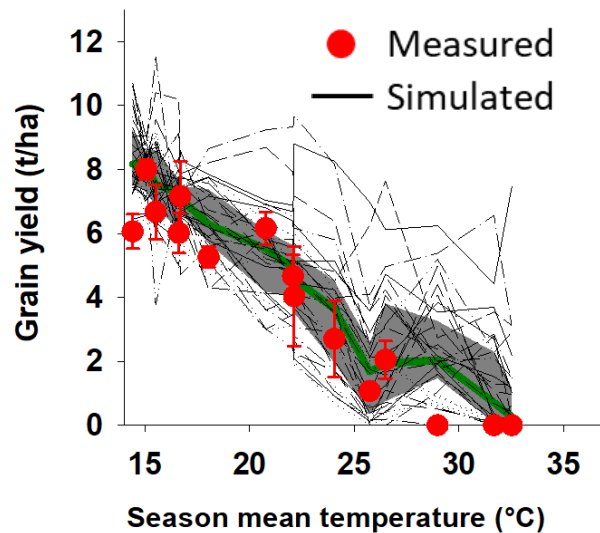 Measured
Simulated
Grain yield (t/ha)
12
10
8
6
4
2
0
15 20 25 30 35
Season mean temperature (°C)